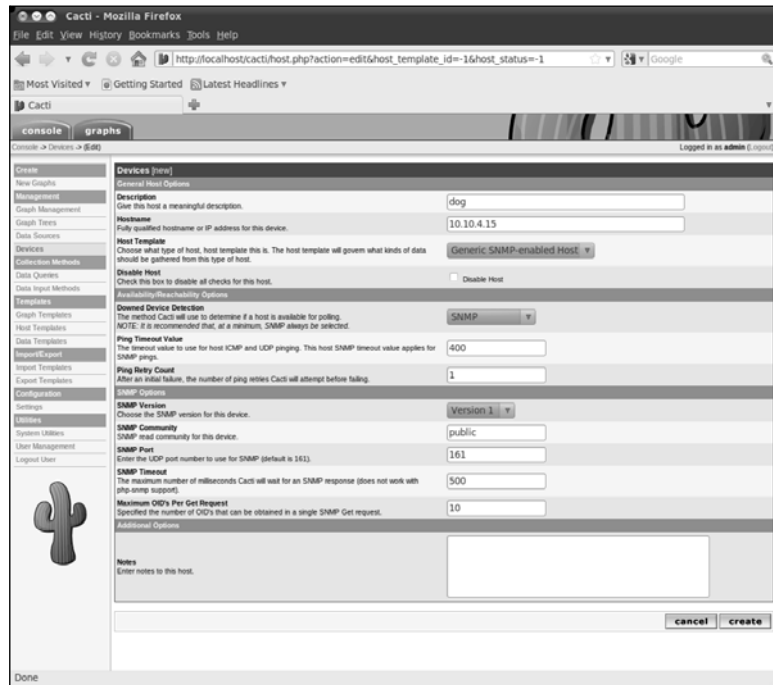 Cacti - Mozilla Firefox
File Edit View History Bookmarks Tools Help
http://localhost/cacti/host.php?action=edit&host_template_id=-1&host_status=-1
Google
Most Visited Getting Started Latest Headlines
Cacti
console graphs
Console -> Devices -> (Edit)
Logged in as admin (Logout)
Create
New Graphs
Management
Graph Management
Graph Trees
Data Sources
Devices
Collection Methods
Data Queries
Data Input Methods
Templates
Graph Templates
Host Templates
Data Templates
Import/Export
Import Templates
Export Templates
Configuration
Settings
Utilities
System Utilities
User Management
Logout User
Devices [new]
General Host Options
Description
Give this host a meaningful description.
dog
Hostname
Fully qualified hostname or IP address for this device.
10.10.4.15
Host Template
Choose what type of host, host template this is. The host template will govern what kinds of data
should be gathered from this type of host.
Generic SNMP-enabled Host
Disable Host
Check this box to disable all checks for this host.
Disable Host
Availability/Reachability Options
Downed Device Detection
The method Cacti will use to determine if a host is available for polling.
NOTE: It is recommended that, at a minimum, SNMP always be selected.
SNMP
Ping Timeout Value
The timeout value to use for host ICMP and UDP pinging. This host SNMP timeout value applies for
SNMP pings.
400
Ping Retry Count
After an initial failure, the number of ping retries Cacti will attempt before failing.
1
SNMP Options
SNMP Version
Choose the SNMP version for this device.
Version 1
SNMP Community
SNMP read community for this device.
public
SNMP Port
Enter the UDP port number to use for SNMP (default is 161).
161
SNMP Timeout
The maximum number of milliseconds Cacti will wait for an SNMP response (does not work with
php-snmp support).
500
Maximum OID's Per Get Request
Specified the number of OID's that can be obtained in a single SNMP Get request.
10
Additional Options
Notes
Enter notes to this host.
cancel create
Done